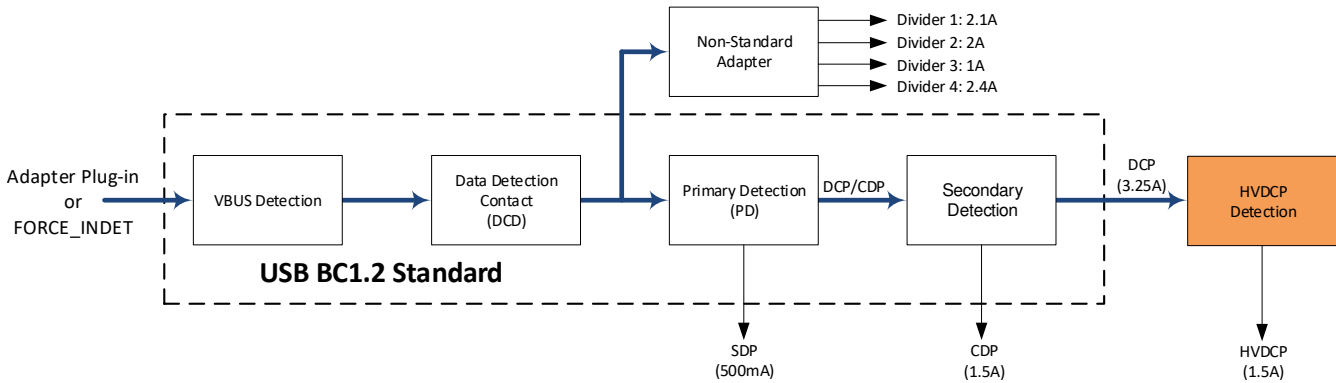 Non-Standard
Adapter
Divider 1: 2.1A
Divider 2: 2A
Divider 3: 1A
Divider 4: 2.4A
Adapter Plug-in
or
FORCE_INDET
VBUS Detection
Data Detection
Contact
(DCD)
Primary Detection
(PD)
DCP/CDP
Secondary
Detection
DCP
(3.25A)
HVDCP
Detection
USB BC1.2 Standard
SDP
(500mA)
CDP
(1.5A)
HVDCP
(1.5A)